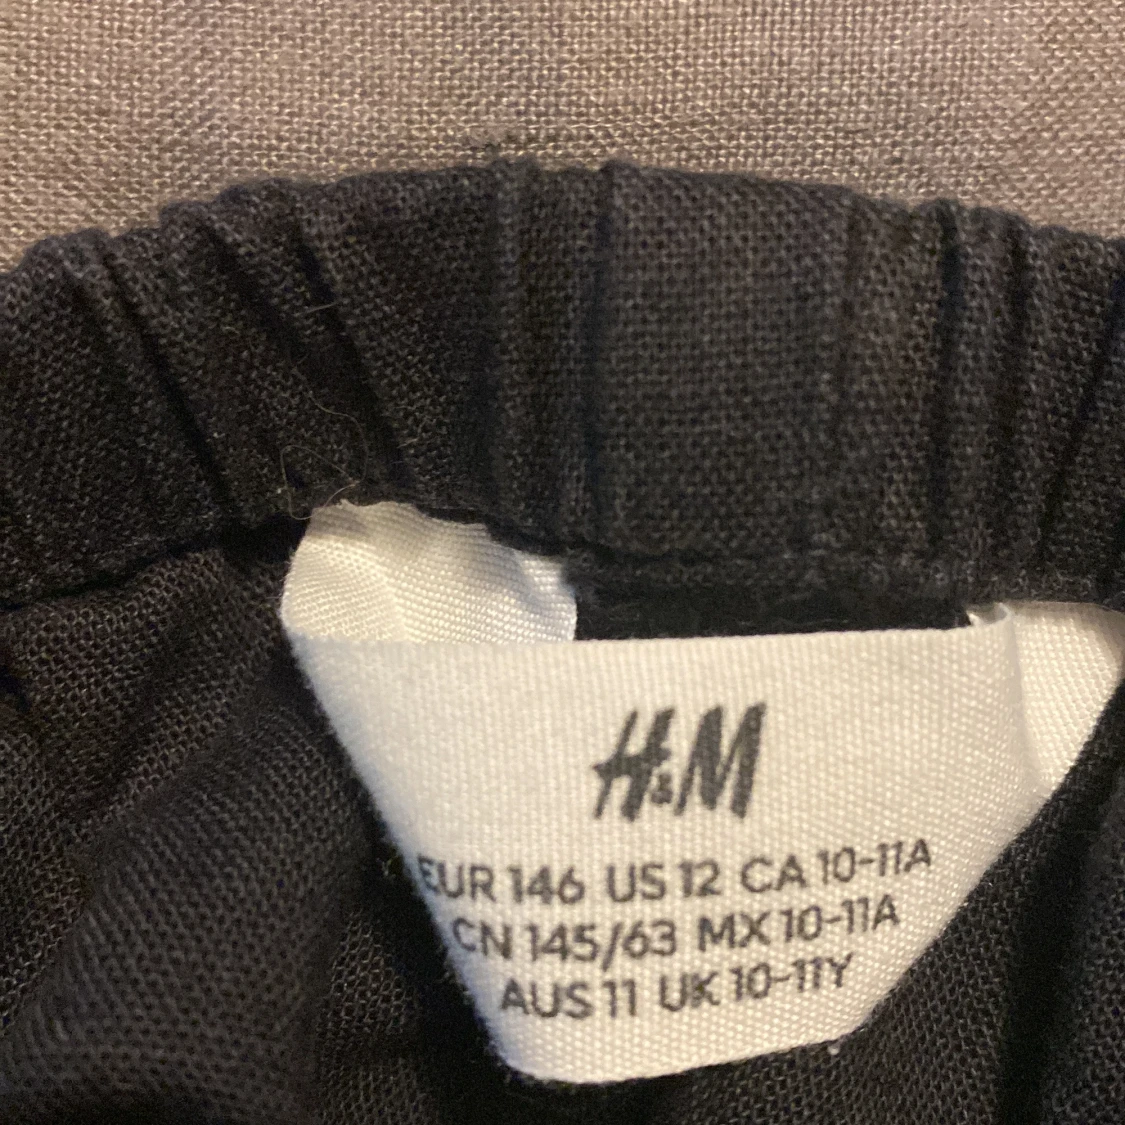 H&M
EUR 146 US 12 CA 10-11A
CN 145/63 MX 10-11A
AUS 11 UK 10-11Y